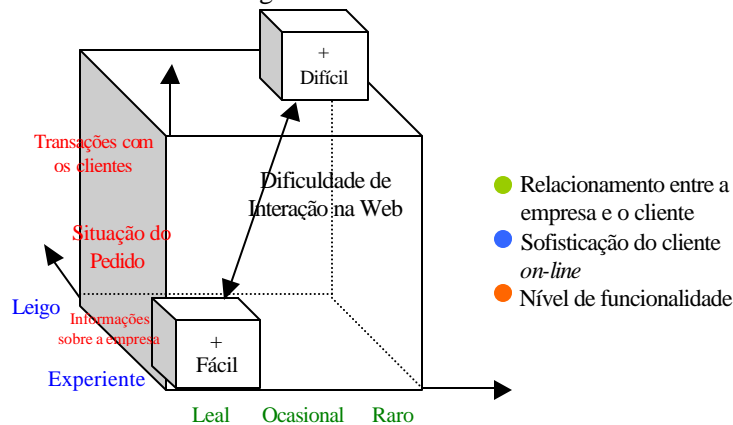 +
Difícil
Transações com
os clientes
Dificuldade de
Interação na Web
Situação do
Pedido
Leigo
Informações
sobre a empresa
Experiente
+
Fácil
Leal Ocasional Raro
Relacionamento entre a
empresa e o cliente
Sofisticação do cliente
on-line
Nível de funcionalidade